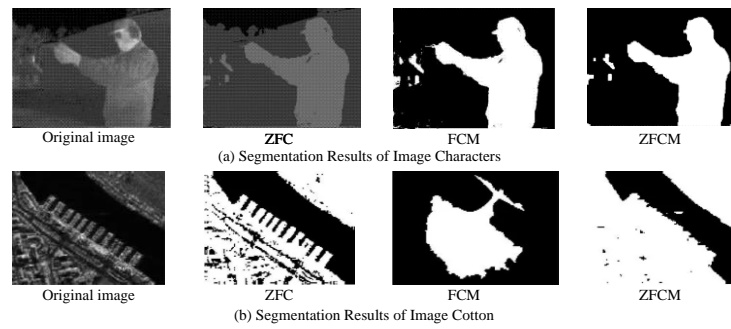 Original image ZFC FCM ZFCM
(a) Segmentation Results of Image Characters
Original image ZFC FCM ZFCM
(b) Segmentation Results of Image Cotton